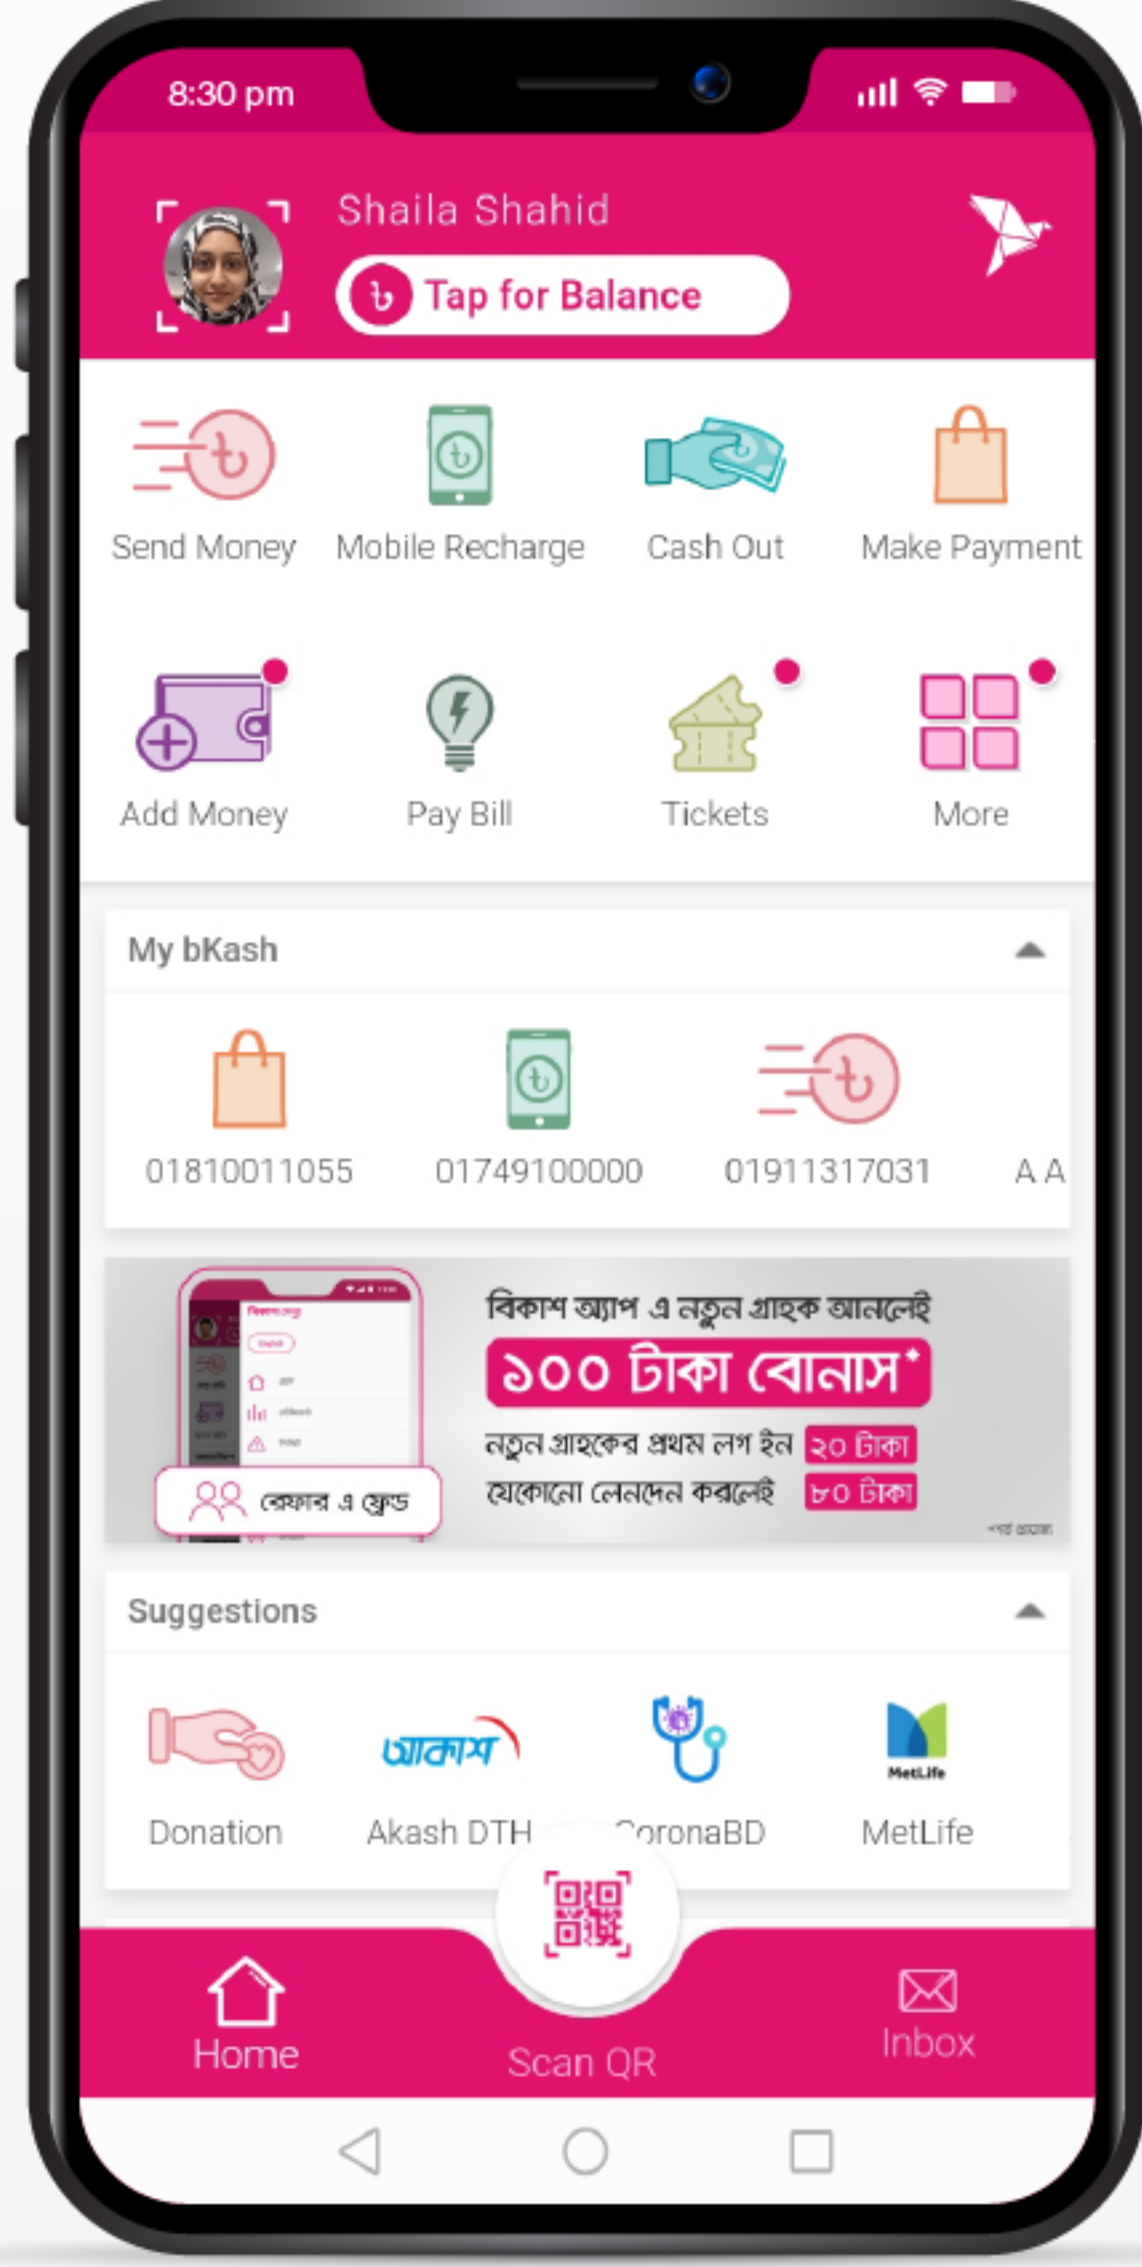 8:30 pm
Shaila Shahid
Tap for Balance
Send Money Mobile Recharge Cash Out Make Payment
Add Money Pay Bill Tickets More
My bKash
01810011055 01749100000 01911317031 A A
বিকাশ অ্যাপ এ নতুন গ্রাহক আনলেই
১০০ টাকা বোনাস*
নতুন গ্রাহকের প্রথম লগ ইন ২০ টাকা
যেকোনো লেনদেন করলেই ৮০ টাকা
রেফার এ ফ্রেন্ড
Suggestions
আকাশ
MetLife
Donation Akash DTH CoronaBD MetLife
Home Scan QR Inbox